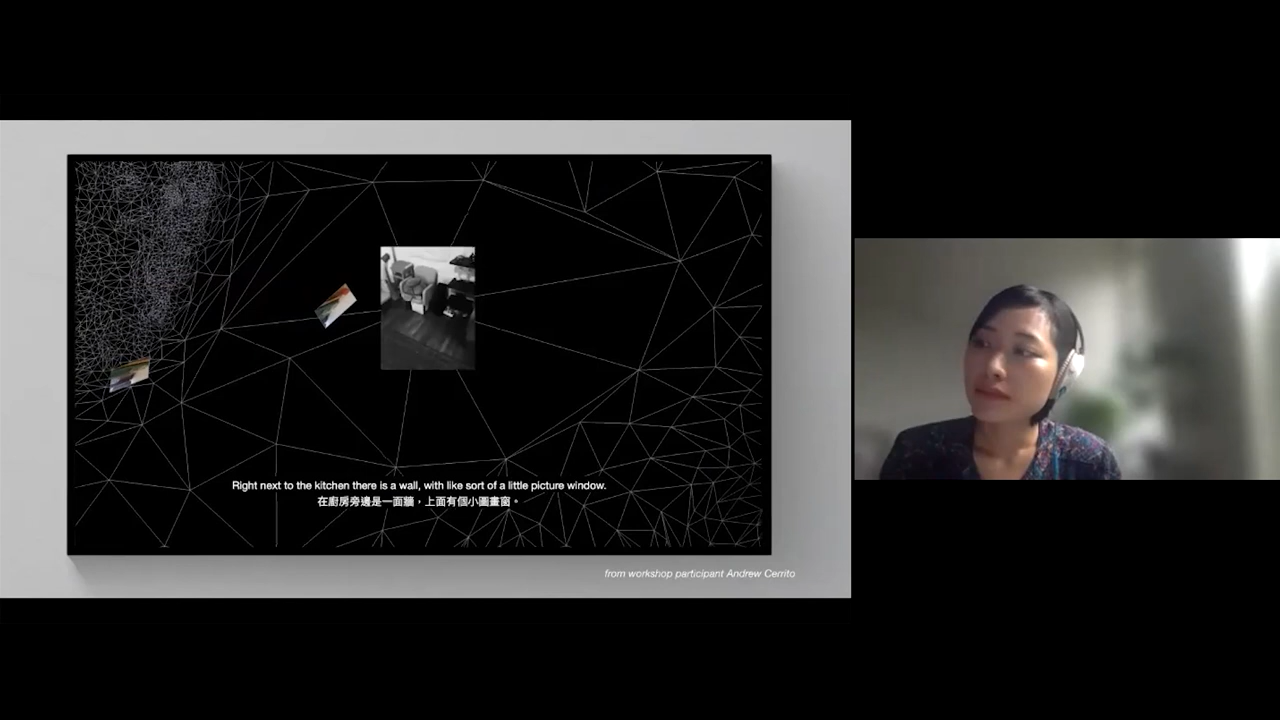 Right next to the kitchen there is a wall, with like sort of a little picture window.
在廚房旁邊是一面牆，上面有個小圖畫窗。
from workshop participant Andrew Cerrito